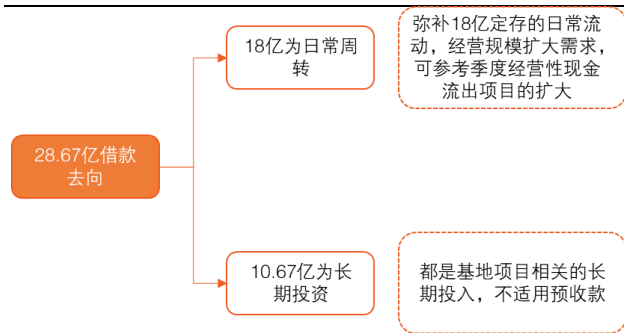 28.67亿借款
去向
18亿为日常周
转
弥补18亿定存的日常流
动，经营规模扩大需求，
可参考季度经营性现金
流出项目的扩大
10.67亿为长
期投资
都是基地项目相关的长
期投入，不适用预收款